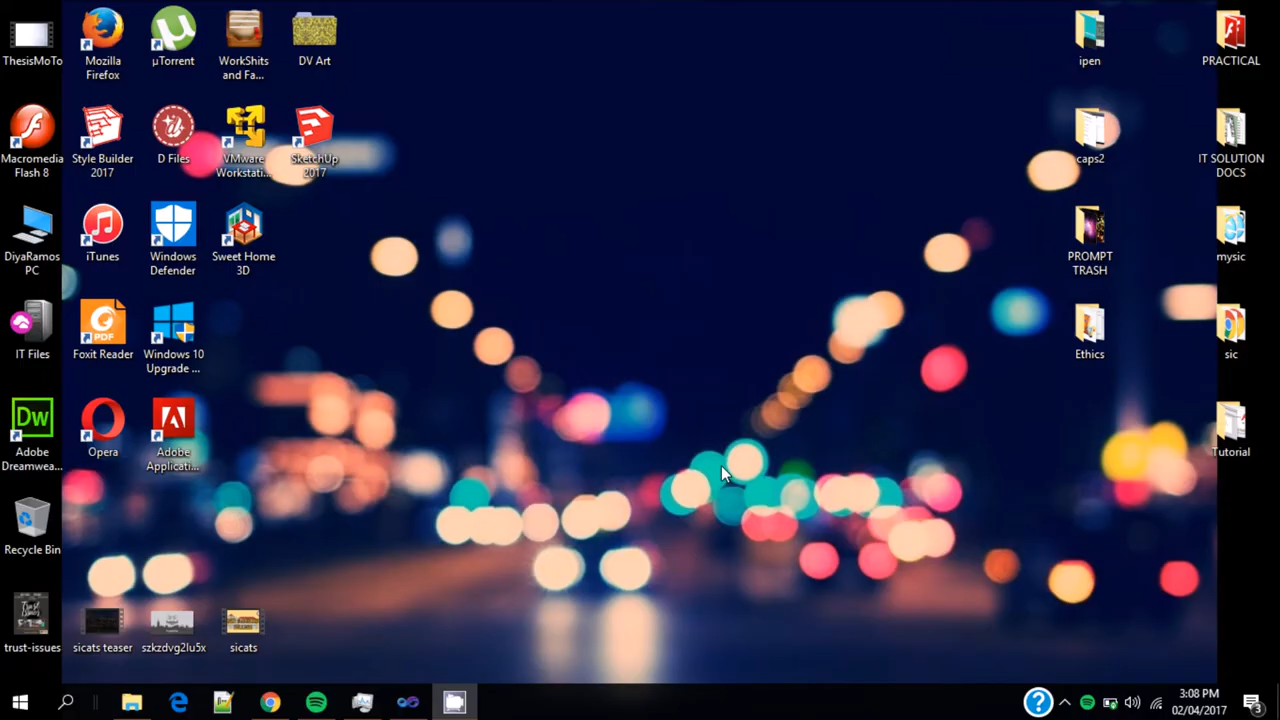 ThesisMoTo
Mozilla
Firefox
µTorrent
WorkShits
and Fa...
DV Art
ipen
PRACTICAL
Macromedia
Flash 8
Style Builder
2017
D Files
VMware
Workstati...
SketchUp
2017
caps2
IT SOLUTION
DOCS
DiyaRamos
PC
iTunes
Windows
Defender
Sweet Home
3D
PROMPT
TRASH
mysic
IT Files
PDF
Foxit Reader
Windows 10
Upgrade ...
Ethics
sic
Dw
Adobe
Dreamwea...
Opera
Adobe
Applicati...
Tutorial
Recycle Bin
trust-issues
sicats teaser
szkzdvg2lu5x
sicats
3:08 PM
02/04/2017
3